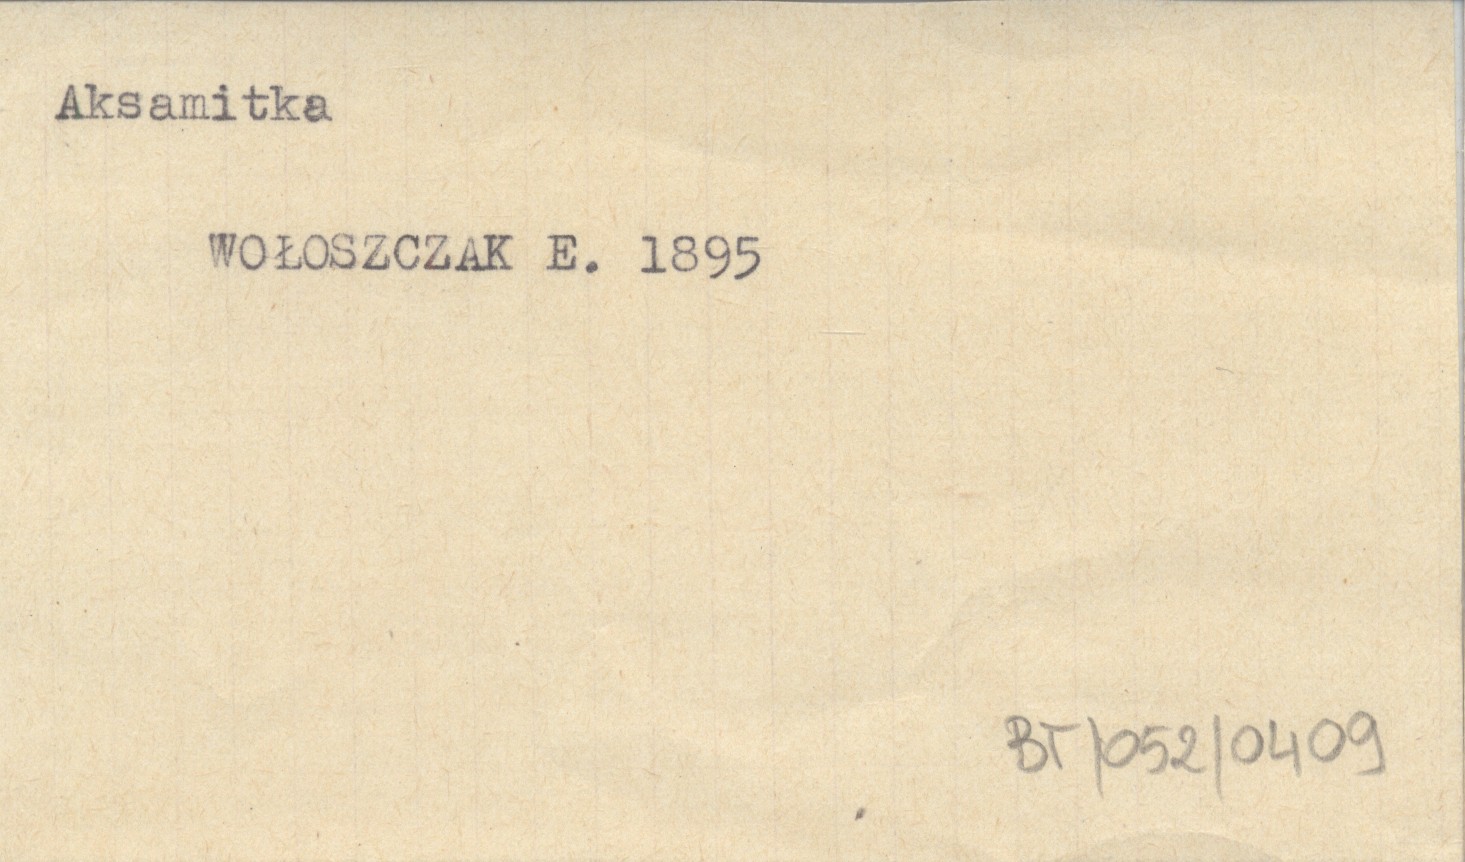 Aksamitka
WOŁOSZCZAK E. 1895
BT/052/0409